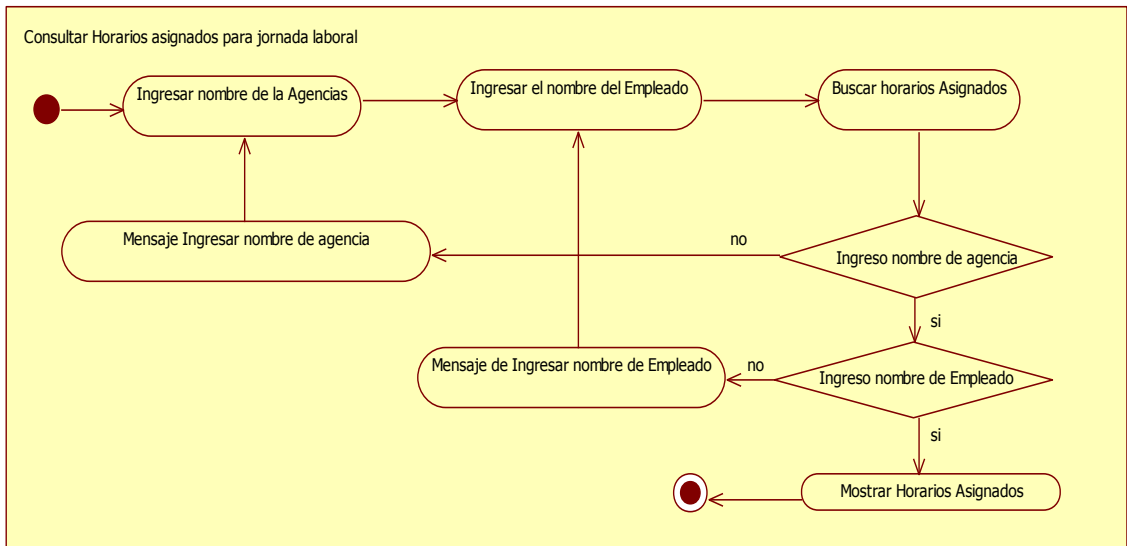 Consultar Horarios asignados para jornada laboral
Ingresar nombre de la Agencias
Ingresar el nombre del Empleado
Buscar horarios Asignados
Mensaje Ingresar nombre de agencia
no
Ingreso nombre de agencia
si
Mensaje de Ingresar nombre de Empleado
no
Ingreso nombre de Empleado
si
Mostrar Horarios Asignados